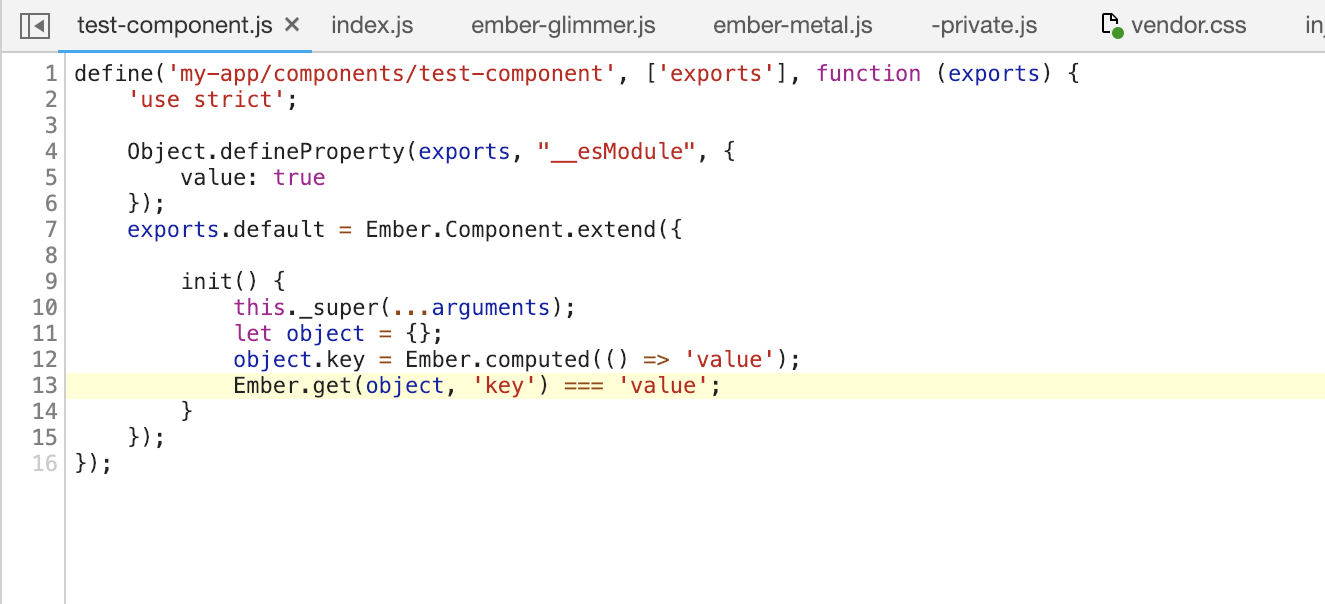 test-component.js × index.js ember-glimmer.js ember-metal.js -private.js vendor.css in
1 define('my-app/components/test-component', ['exports'], function (exports) {
2     'use strict';
3
4     Object.defineProperty(exports, "__esModule", {
5         value: true
6     });
7     exports.default = Ember.Component.extend({
8
9         init() {
10             this._super(...arguments);
11             let object = {};
12             object.key = Ember.computed(() => 'value');
13             Ember.get(object, 'key') === 'value';
14         }
15     });
16 });